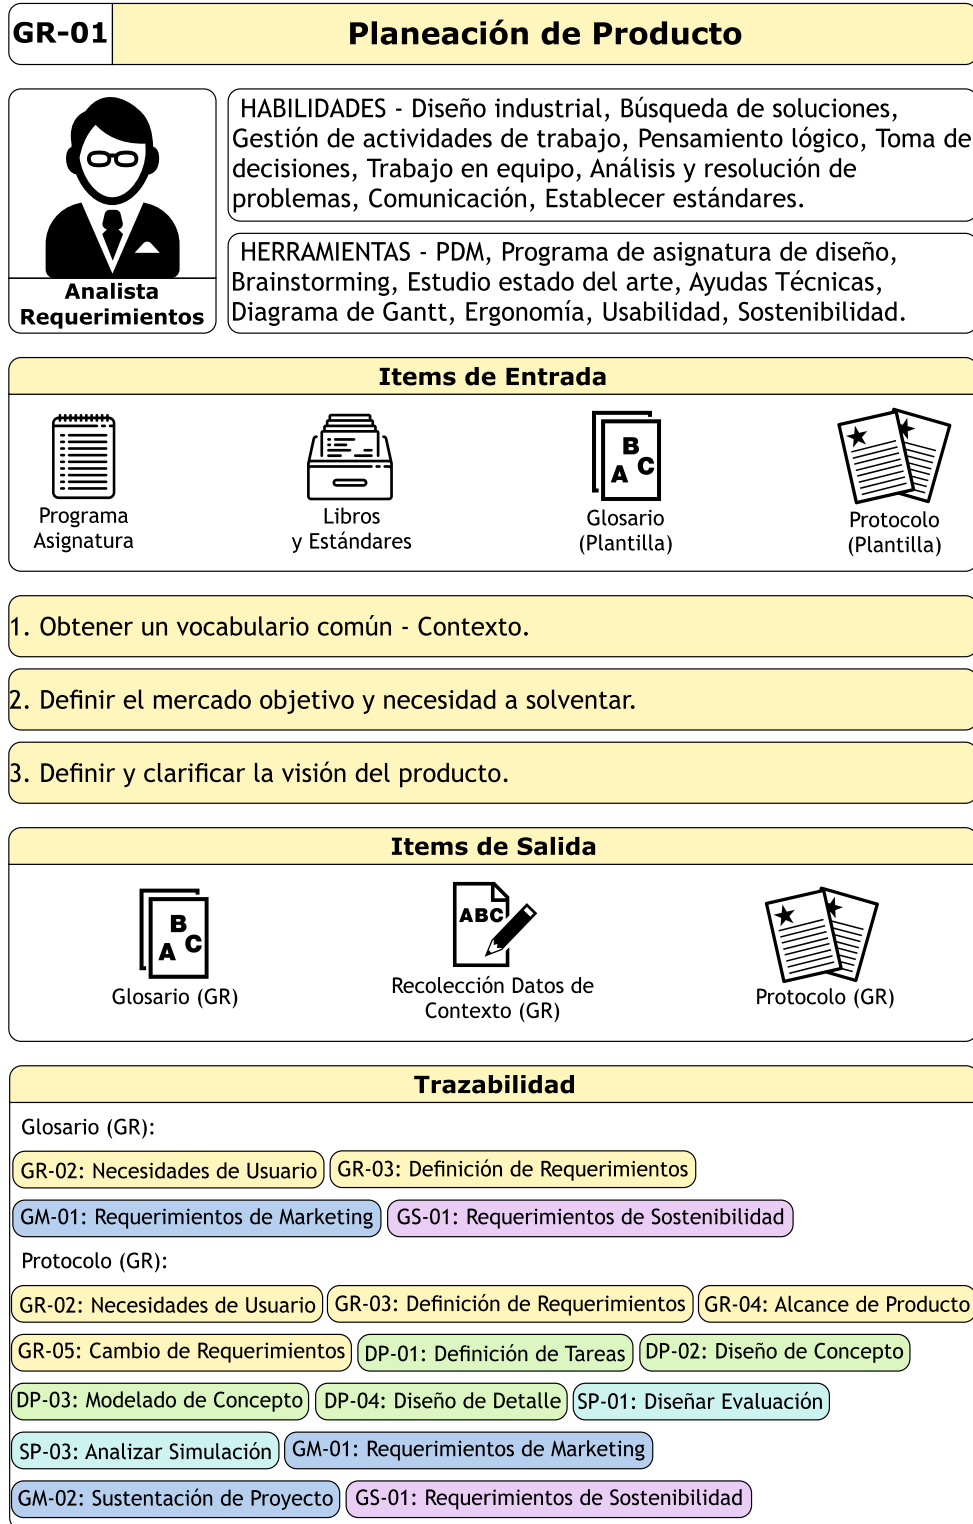 GR-01
Planeación de Producto
HABILIDADES - Diseño industrial, Búsqueda de soluciones,
Gestión de actividades de trabajo, Pensamiento lógico, Toma de
decisiones, Trabajo en equipo, Análisis y resolución de
problemas, Comunicación, Establecer estándares.
HERRAMIENTAS - PDM, Programa de asignatura de diseño,
Brainstorming, Estudio estado del arte, Ayudas Técnicas,
Diagrama de Gantt, Ergonomía, Usabilidad, Sostenibilidad.
Analista
Requerimientos
Items de Entrada
B
A C
Programa
Asignatura
Libros
y Estándares
Glosario
(Plantilla)
Protocolo
(Plantilla)
1. Obtener un vocabulario común - Contexto.
2. Definir el mercado objetivo y necesidad a solventar.
3. Definir y clarificar la visión del producto.
Items de Salida
B
A C
ABC
Glosario (GR)
Recolección Datos de
Contexto (GR)
Protocolo (GR)
Trazabilidad
Glosario (GR):
GR-02: Necesidades de Usuario
GR-03: Definición de Requerimientos
GM-01: Requerimientos de Marketing
GS-01: Requerimientos de Sostenibilidad
Protocolo (GR):
GR-02: Necesidades de Usuario
GR-03: Definición de Requerimientos
GR-04: Alcance de Producto
GR-05: Cambio de Requerimientos
DP-01: Definición de Tareas
DP-02: Diseño de Concepto
DP-03: Modelado de Concepto
DP-04: Diseño de Detalle
SP-01: Diseñar Evaluación
SP-03: Analizar Simulación
GM-01: Requerimientos de Marketing
GM-02: Sustentación de Proyecto
GS-01: Requerimientos de Sostenibilidad